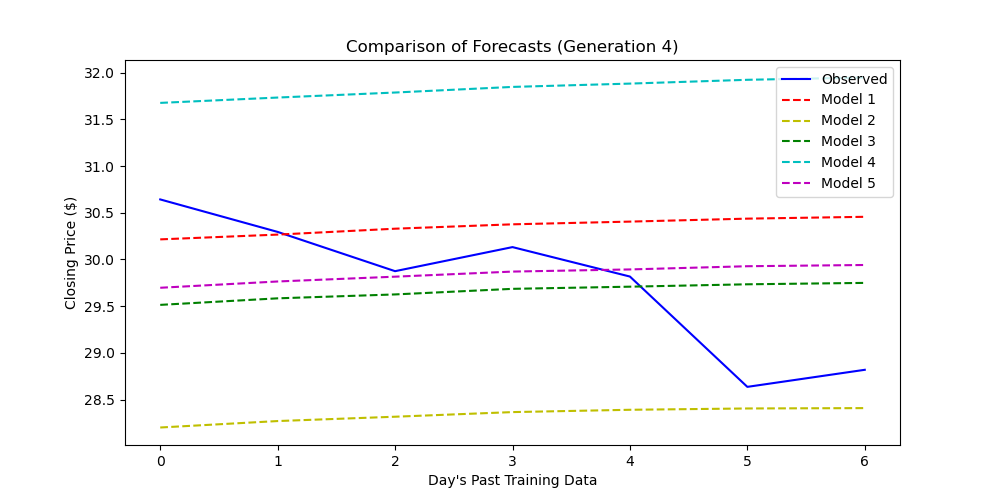 Comparison of Forecasts (Generation 4)
Closing Price ($)
32.0
31.5
31.0
30.5
30.0
29.5
29.0
28.5
Observed
Model 1
Model 2
Model 3
Model 4
Model 5
0 1 2 3 4 5 6
Day's Past Training Data